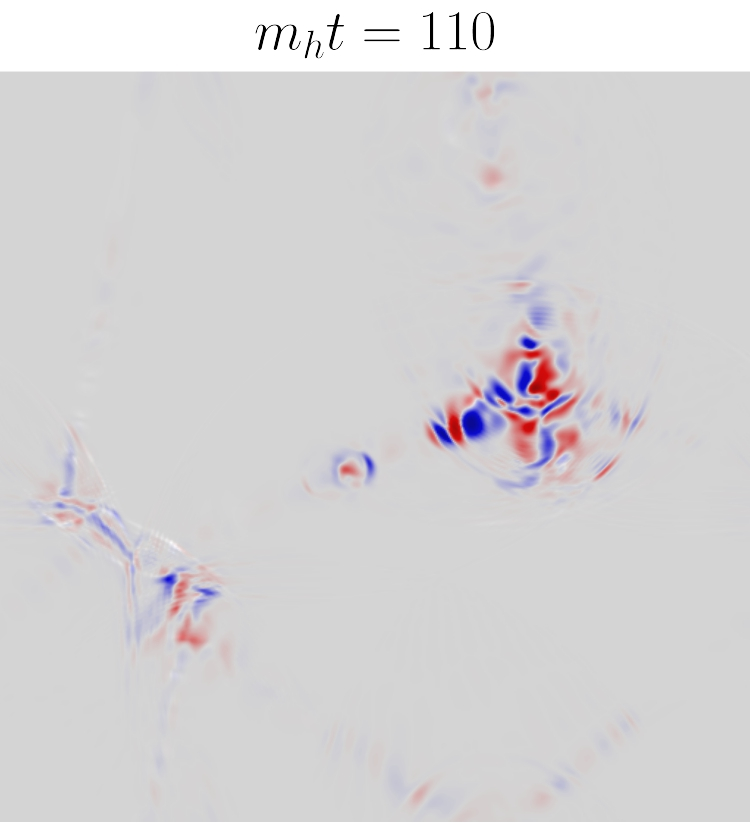 m_h t = 110